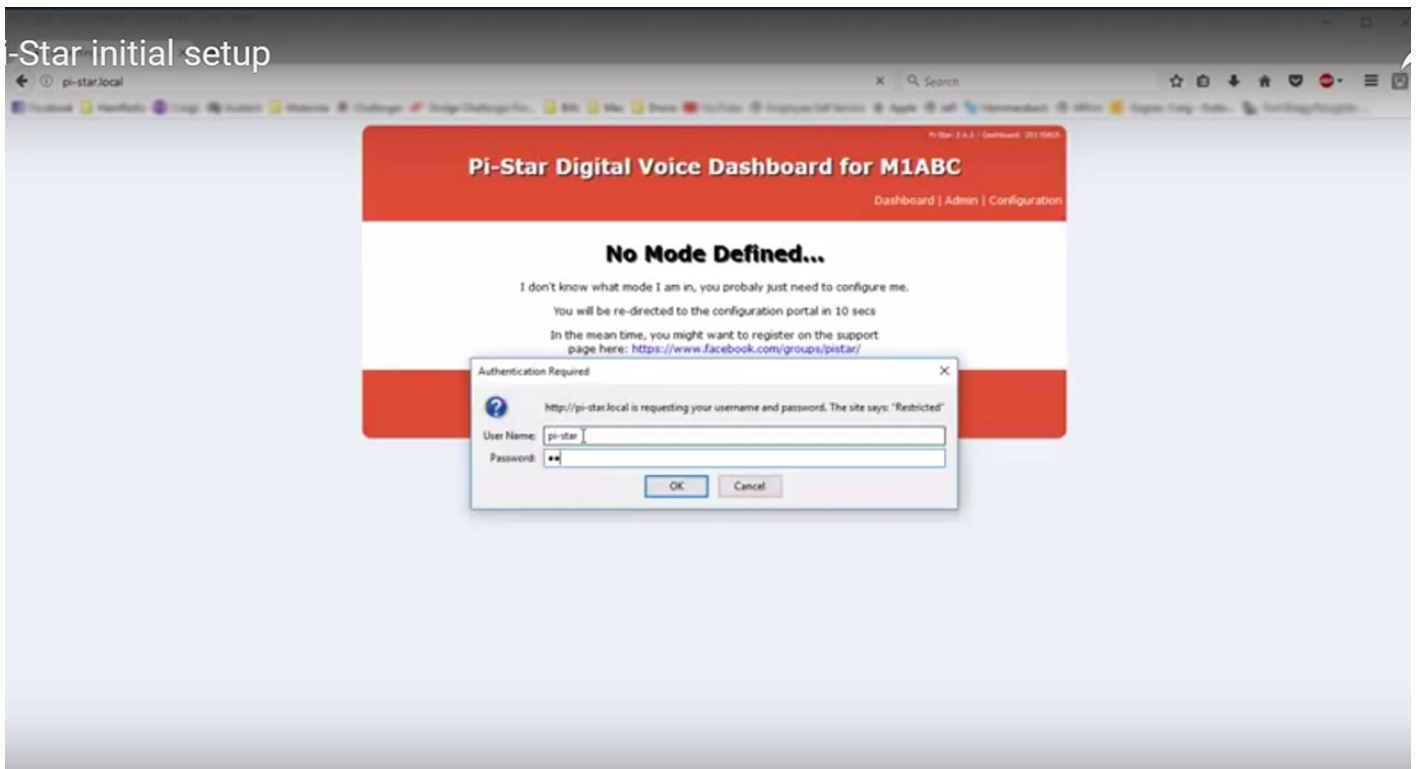 i-Star initial setup
pi-star.local
Search
Pi-Star Digital Voice Dashboard for M1ABC
Dashboard | Admin | Configuration
No Mode Defined...
I don't know what mode I am in, you probaly just need to configure me.
You will be re-directed to the configuration portal in 10 secs
In the mean time, you might want to register on the support
page here: https://www.facebook.com/groups/pistar/
Authentication Required
http://pi-star.local is requesting your username and password. The site says: "Restricted"
User Name: pi-star
Password:
OK Cancel